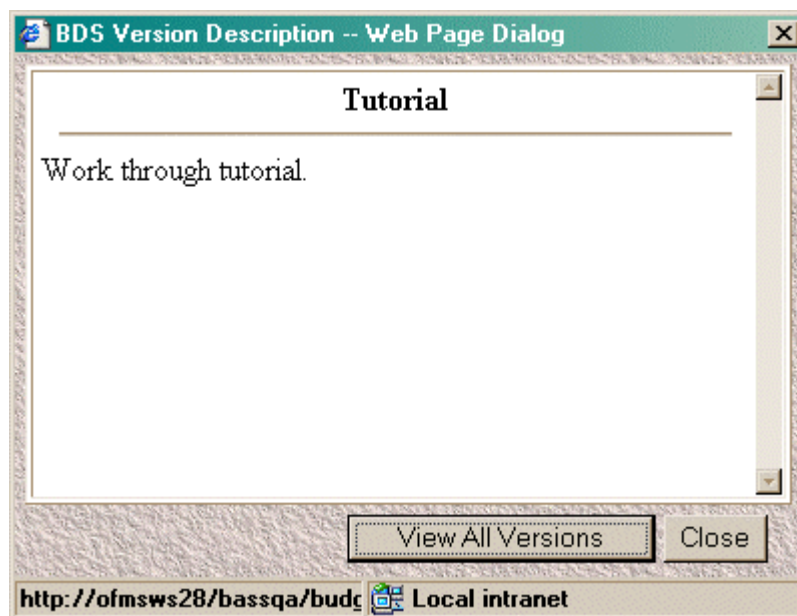 BDS Version Description -- Web Page Dialog
Tutorial
Work through tutorial.
View All Versions Close
http://ofmsws28/bassqa/budg Local intranet